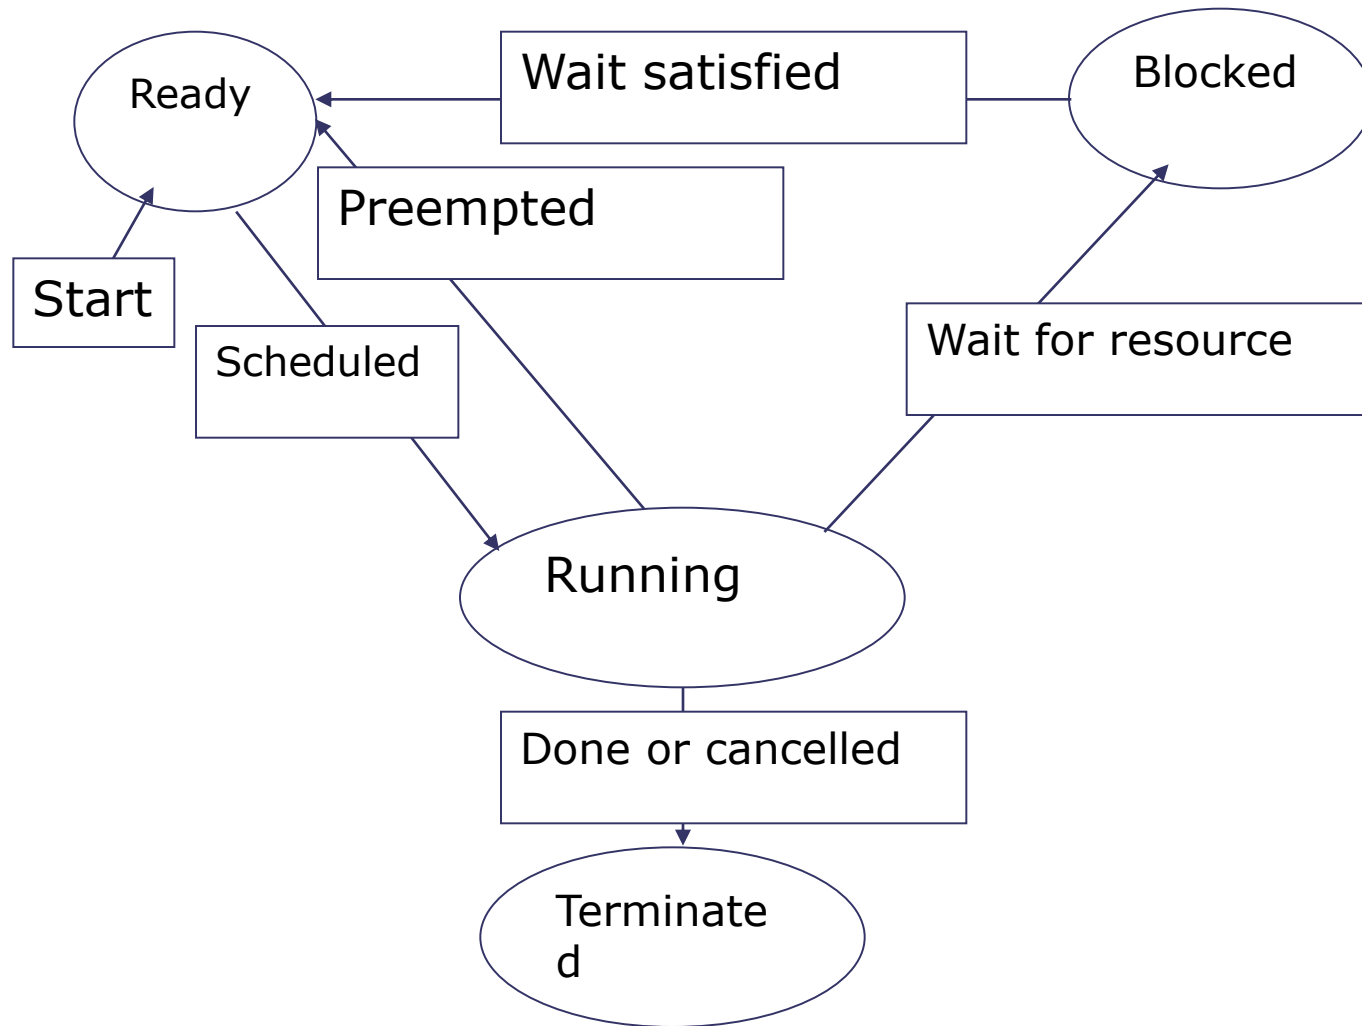 Ready
Wait satisfied
Blocked
Preempted
Start
Scheduled
Wait for resource
Running
Done or cancelled
Terminate
d